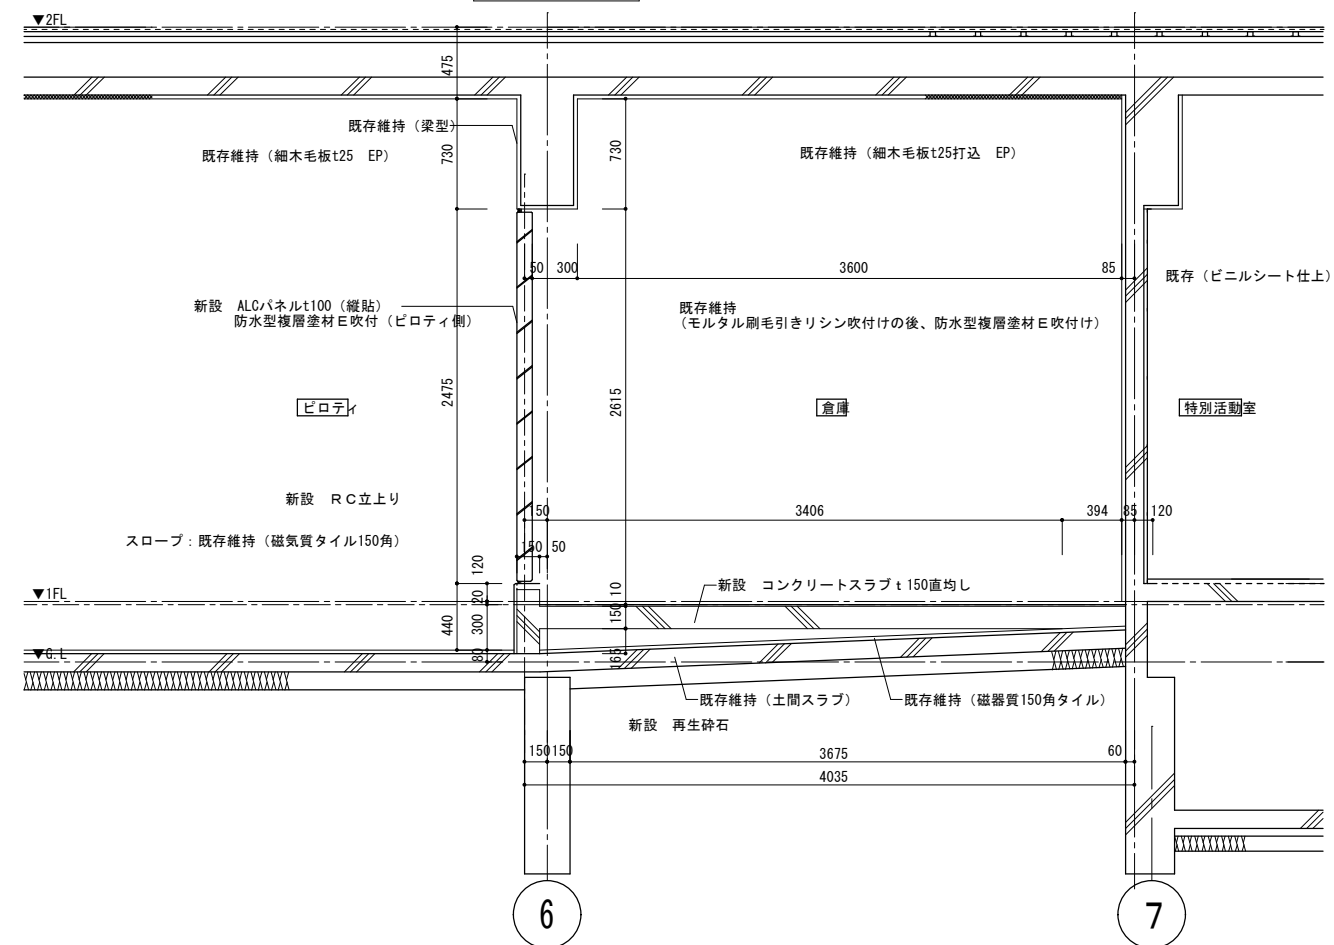 ▼2FL
475
既存維持（梁型）
既存維持（細木毛板t25　EP）
730
730
既存維持（細木毛板t25打込　EP）
50
300
3600
85
既存（ビニルシート仕上）
新設　ALCパネルt100（縦貼）
防水型複層塗材Ｅ吹付（ピロティ側）
既存維持
（モルタル刷毛引きリシン吹付けの後、防水型複層塗材Ｅ吹付け）
2475
2615
ピロティ
倉庫
特別活動室
新設　ＲＣ立上り
150
3406
394
85
120
スロープ：既存維持（磁気質タイル150角）
150
50
120
新設　コンクリートスラブｔ150直均し
▼1FL
20
10
440
300
150
▼G.L
80
165
既存維持（土間スラブ）
既存維持（磁器質150角タイル）
新設　再生砕石
150
150
3675
60
4035
6
7